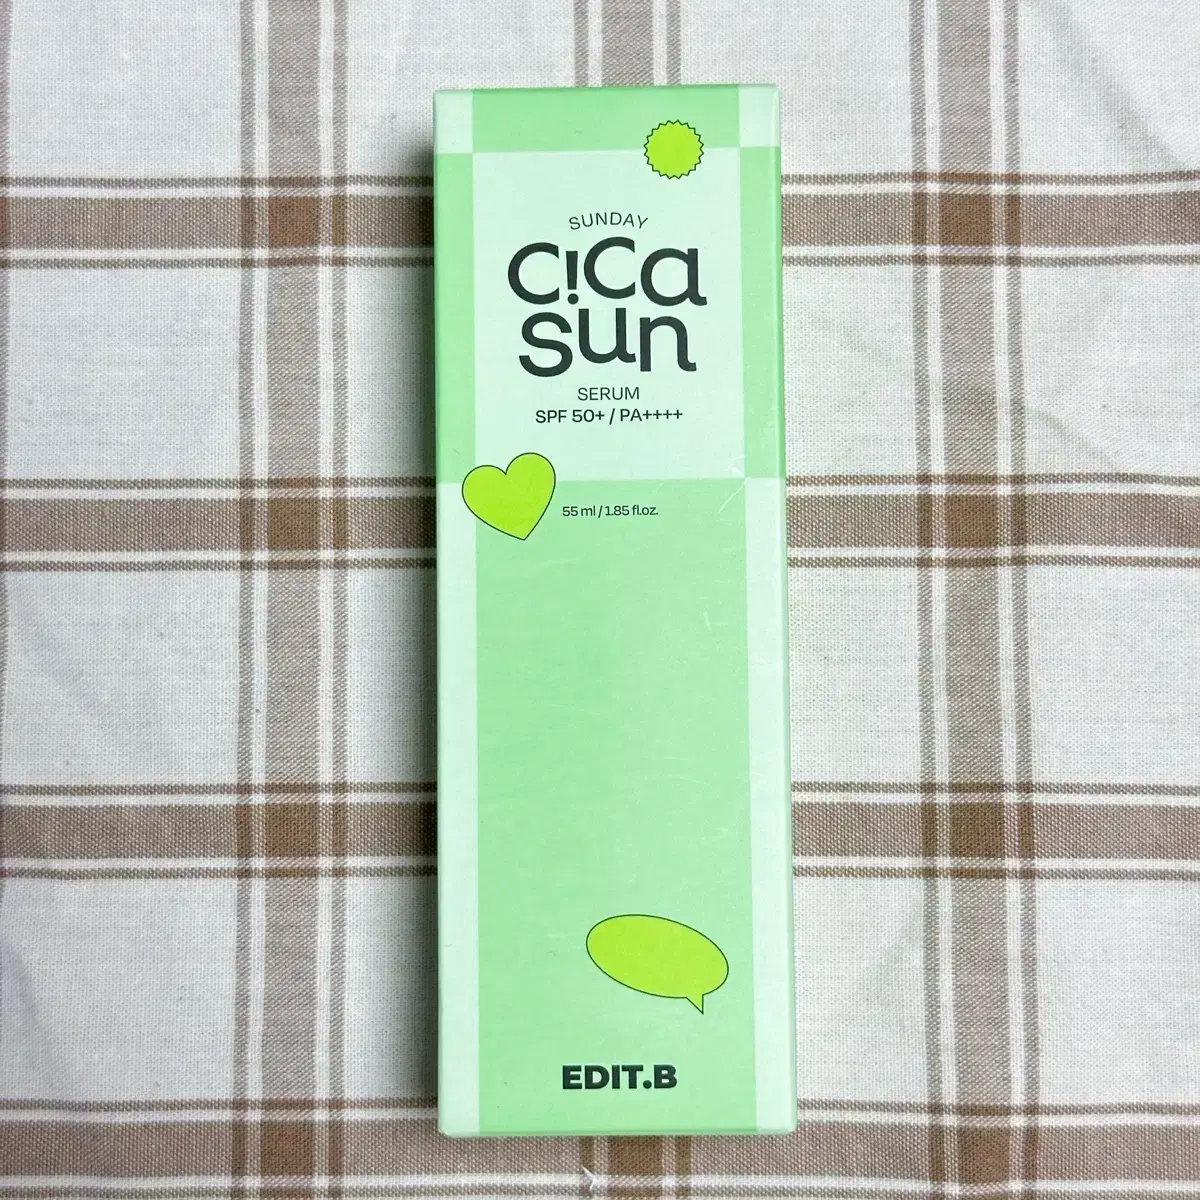 SUNDAY
c!ca
sun
SERUM
SPF 50+ / PA++++
55 ml / 1.85 fl.oz.
EDIT.B